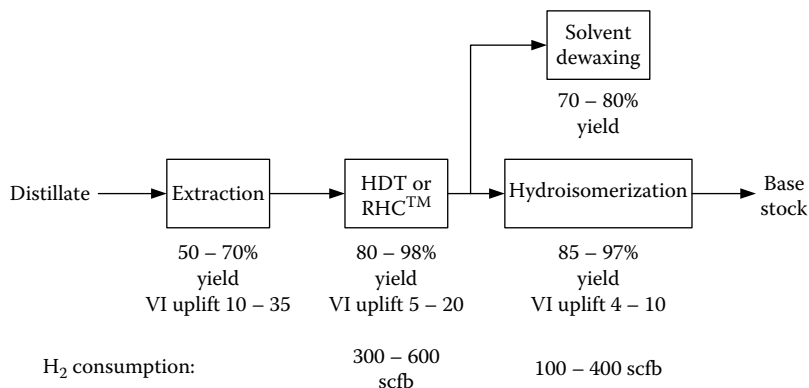 Solvent
dewaxing
70 – 80%
yield
Distillate
Extraction
HDT or
RHC™
Hydroisomerization
Base
stock
50 – 70%
yield
VI uplift 10 – 35
80 – 98%
yield
VI uplift 5 – 20
85 – 97%
yield
VI uplift 4 – 10
H₂ consumption:
300 – 600
scfb
100 – 400 scfb